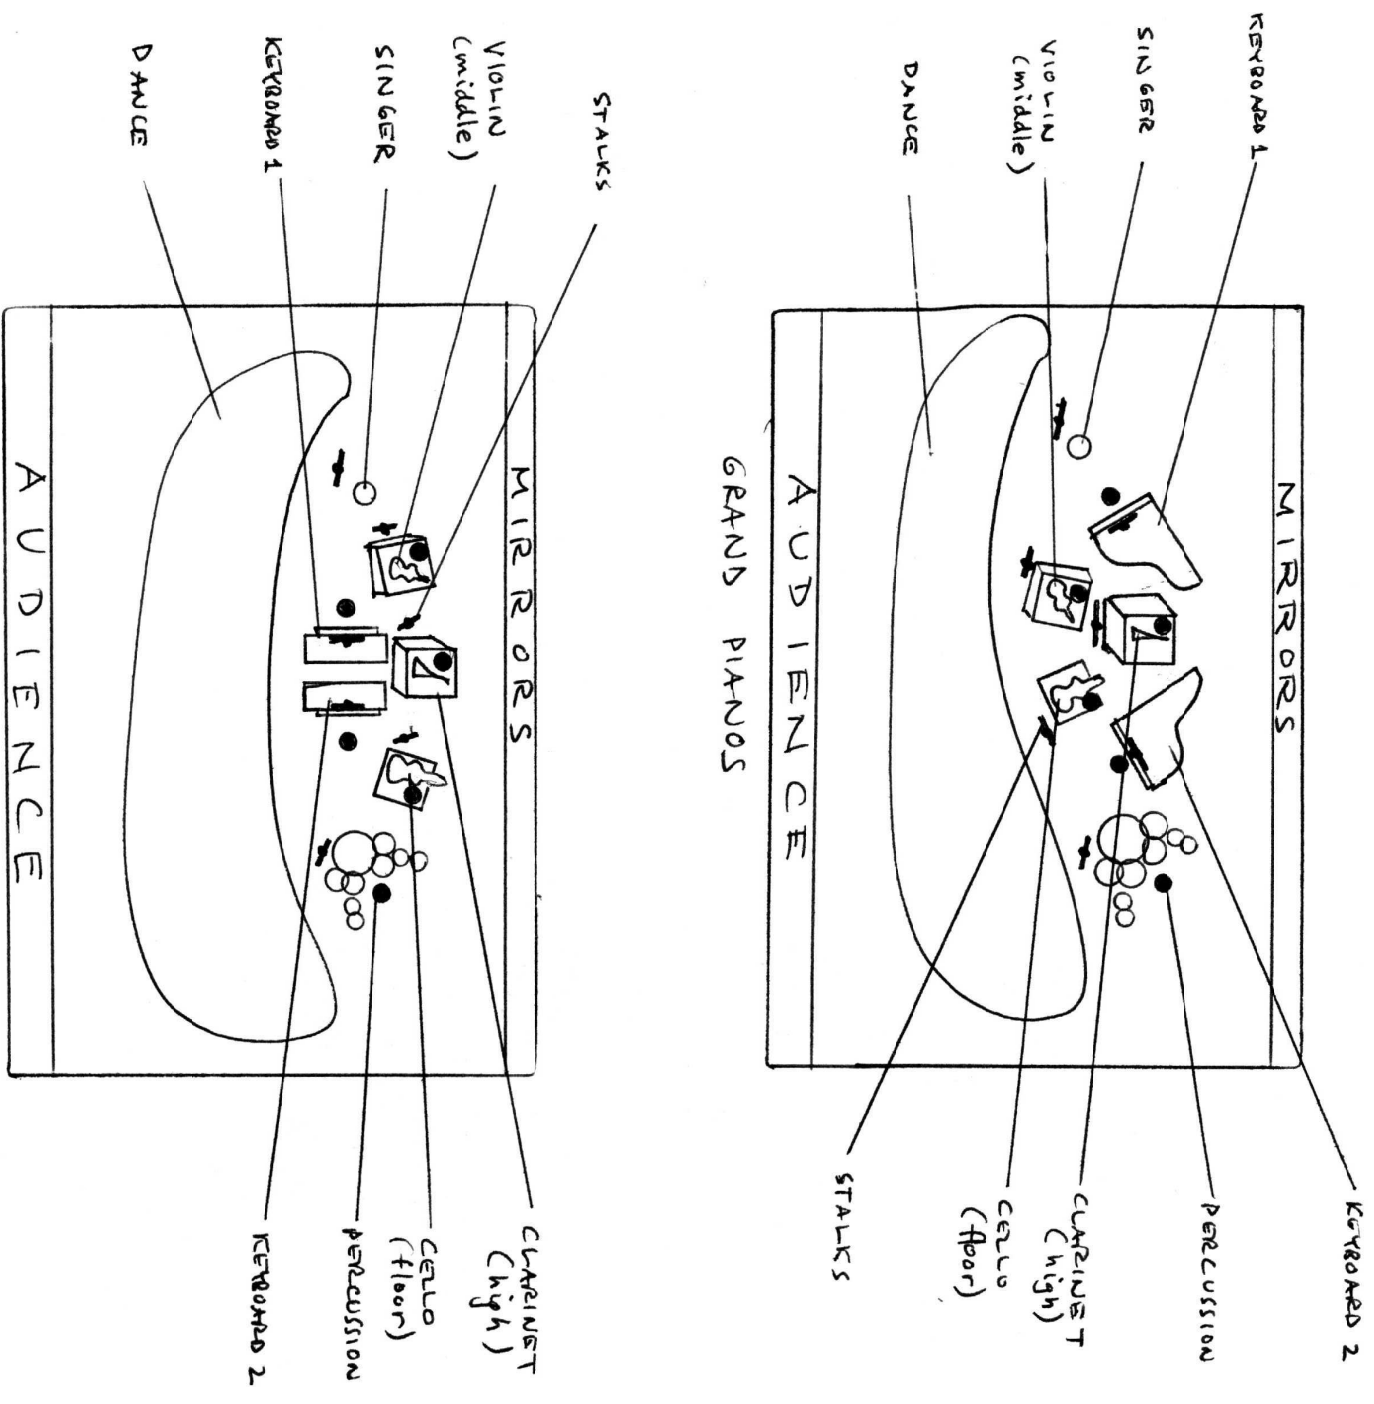 KEYBOARD 1
SINGER
VIOLIN
(middle)
DANCE
MIRRORS
AUDIENCE
KEYBOARD 2
PERCUSSION
CLARINET
(high)
CELLO
(floor)
STALKS
GRAND PIANOS
STALKS
VIOLIN
(middle)
SINGER
KEYBOARD 1
DANCE
MIRRORS
AUDIENCE
CLARINET
(high)
CELLO
(floor)
PERCUSSION
KEYBOARD 2